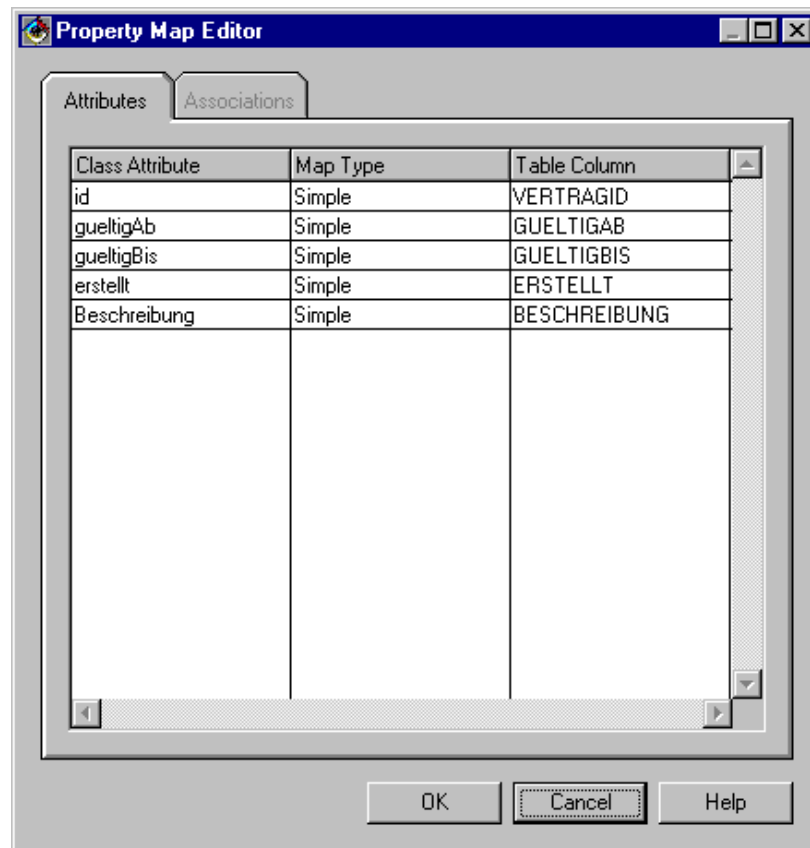 Property Map Editor
Attributes Associations
Class Attribute Map Type Table Column
id Simple VERTRAGID
gueltigAb Simple GUELTIGAB
gueltigBis Simple GUELTIGBIS
erstellt Simple ERSTELLT
Beschreibung Simple BESCHREIBUNG
OK Cancel Help